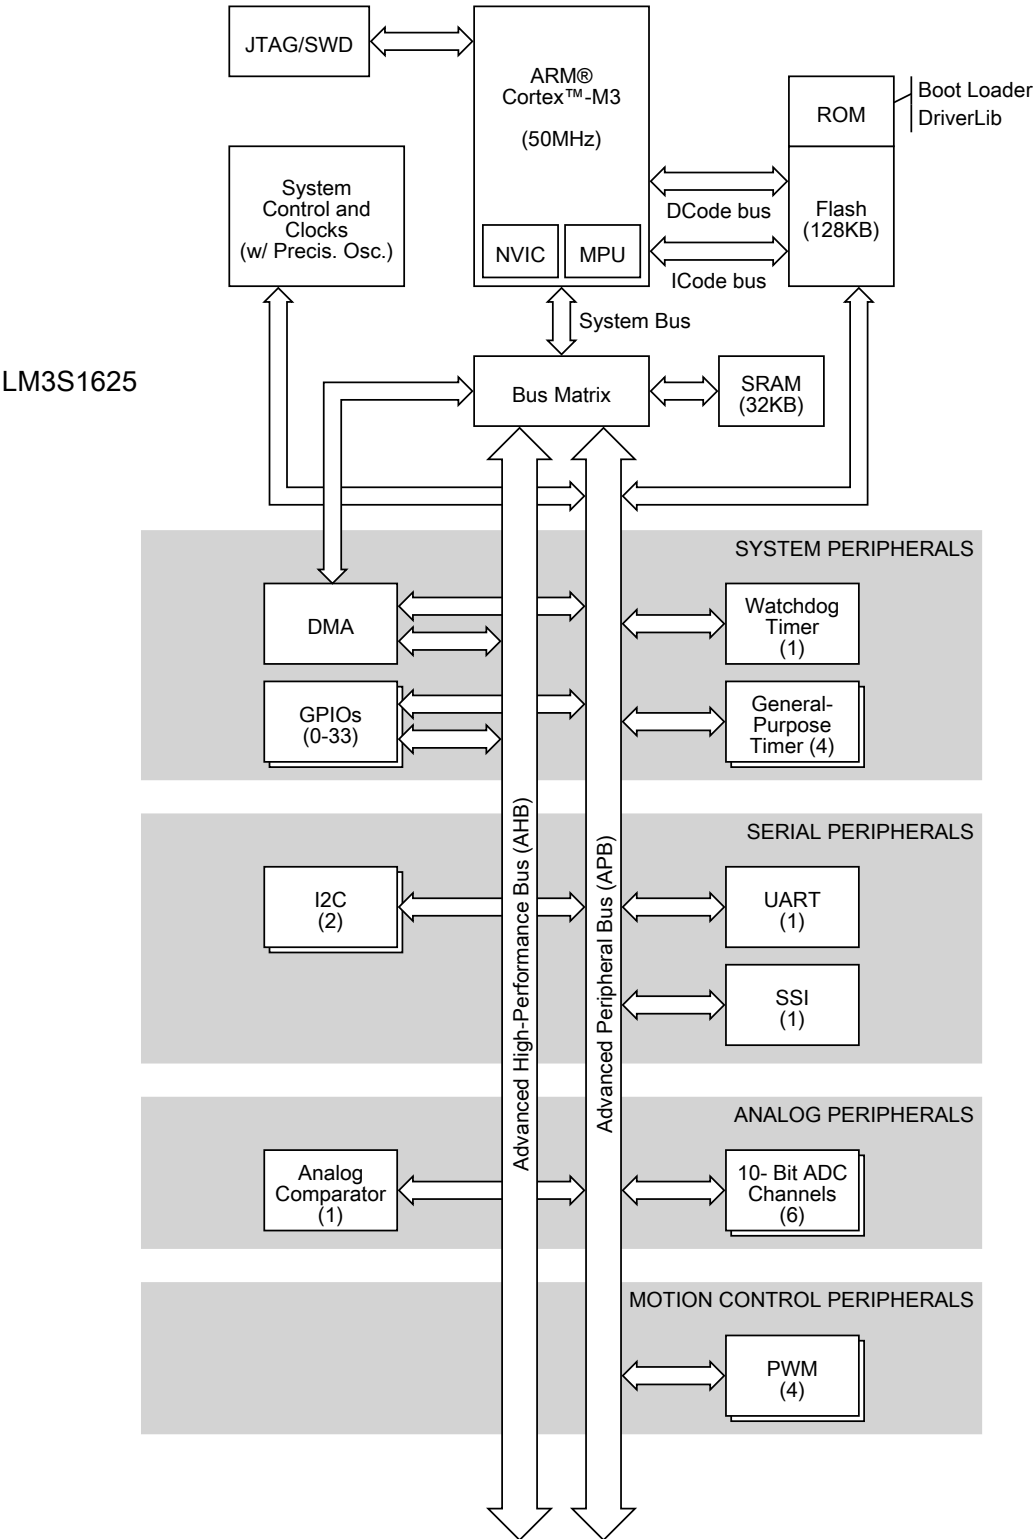 JTAG/SWD
ARM®
Cortex™-M3
(50MHz)
NVIC
MPU
ROM
Boot Loader
DriverLib
System
Control and
Clocks
(w/ Precis. Osc.)
DCode bus
Flash
(128KB)
ICode bus
System Bus
LM3S1625
Bus Matrix
SRAM
(32KB)
SYSTEM PERIPHERALS
DMA
Watchdog
Timer
(1)
GPIOs
(0-33)
General-
Purpose
Timer (4)
Advanced High-Performance Bus (AHB)
Advanced Peripheral Bus (APB)
SERIAL PERIPHERALS
I2C
(2)
UART
(1)
SSI
(1)
ANALOG PERIPHERALS
Analog
Comparator
(1)
10- Bit ADC
Channels
(6)
MOTION CONTROL PERIPHERALS
PWM
(4)